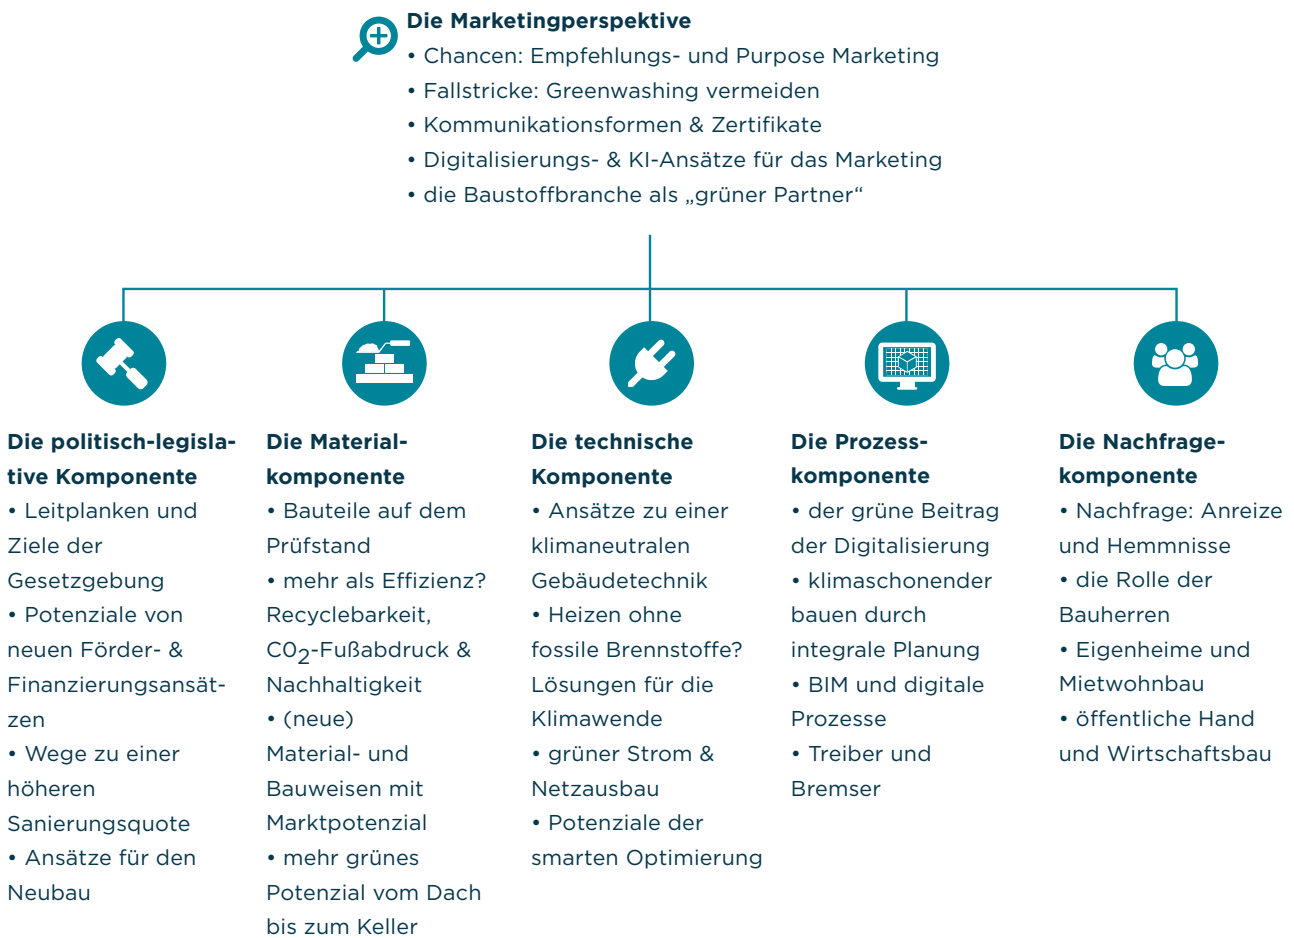 Die Marketingperspektive
• Chancen: Empfehlungs- und Purpose Marketing
• Fallstricke: Greenwashing vermeiden
• Kommunikationsformen & Zertifikate
• Digitalisierungs- & KI-Ansätze für das Marketing
• die Baustoffbranche als „grüner Partner“
Die politisch-legisla-
tive Komponente
• Leitplanken und
Ziele der
Gesetzgebung
• Potenziale von
neuen Förder- &
Finanzierungsansät-
zen
• Wege zu einer
höheren
Sanierungsquote
• Ansätze für den
Neubau
Die Material-
komponente
• Bauteile auf dem
Prüfstand
• mehr als Effizienz?
Recyclebarkeit,
C0₂-Fußabdruck &
Nachhaltigkeit
• (neue)
Material- und
Bauweisen mit
Marktpotenzial
• mehr grünes
Potenzial vom Dach
bis zum Keller
Die technische
Komponente
• Ansätze zu einer
klimaneutralen
Gebäudetechnik
• Heizen ohne
fossile Brennstoffe?
Lösungen für die
Klimawende
• grüner Strom &
Netzausbau
• Potenziale der
smarten Optimierung
Die Prozess-
komponente
• der grüne Beitrag
der Digitalisierung
• klimaschonender
bauen durch
integrale Planung
• BIM und digitale
Prozesse
• Treiber und
Bremser
Die Nachfrage-
komponente
• Nachfrage: Anreize
und Hemmnisse
• die Rolle der
Bauherren
• Eigenheime und
Mietwohnbau
• öffentliche Hand
und Wirtschaftsbau